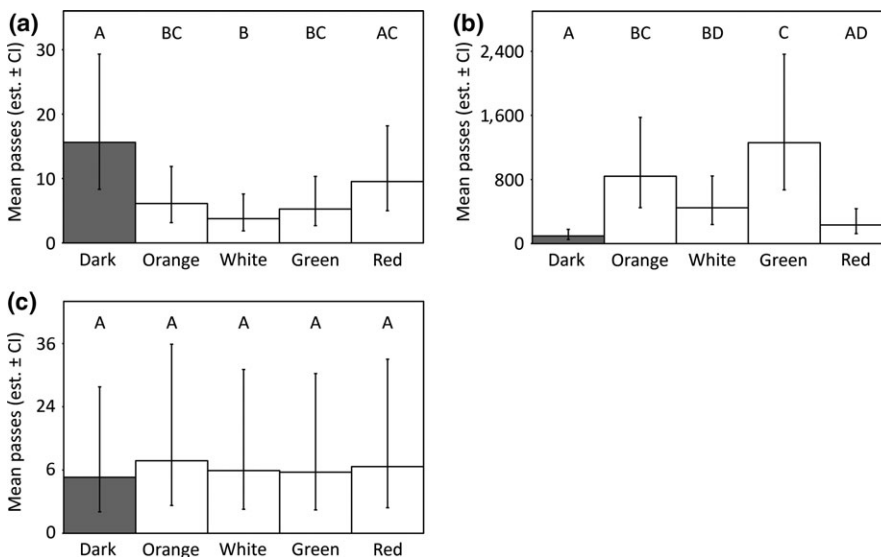 (a)
Mean passes (est. ± CI)
30
20
10
0
A BC B BC AC
Dark Orange White Green Red
(b)
Mean passes (est. ± CI)
2,400
1,600
800
0
A BC BD C AD
Dark Orange White Green Red
(c)
Mean passes (est. ± CI)
36
24
6
0
A A A A A
Dark Orange White Green Red